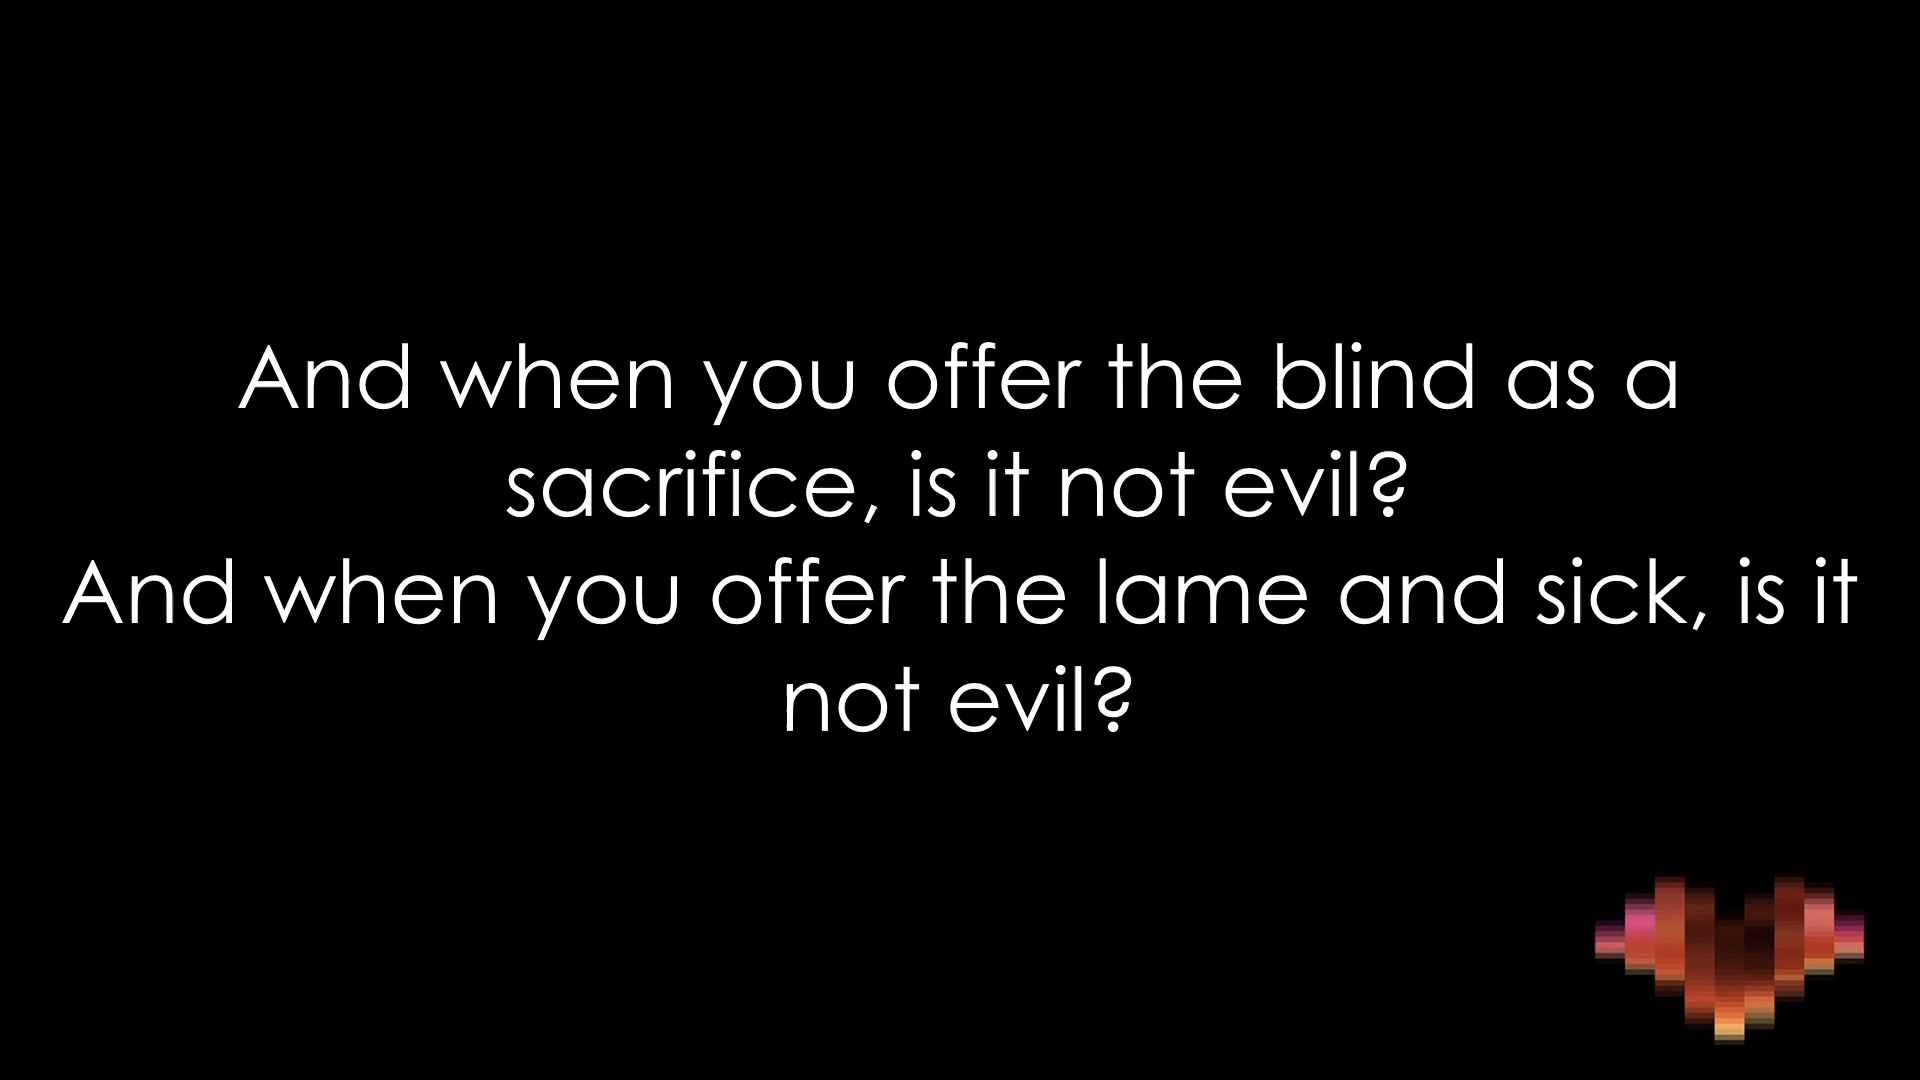 And when you offer the blind as a
sacrifice, is it not evil?
And when you offer the lame and sick, is it
not evil?